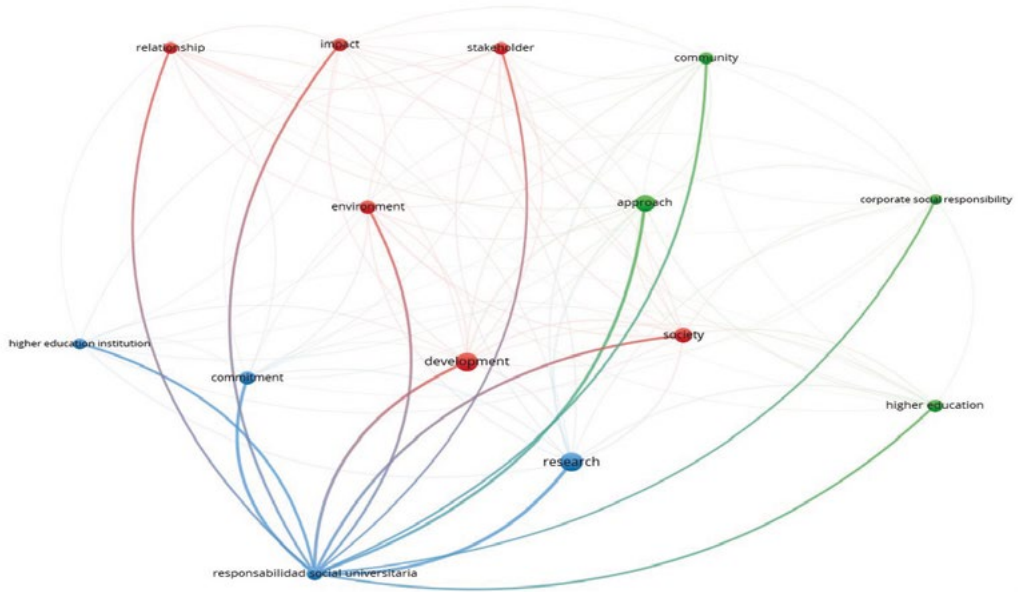 relationship
impact
stakeholder
community
environment
approach
corporate social responsibility
higher education institution
commitment
development
society
higher education
research
responsabilidad social universitaria